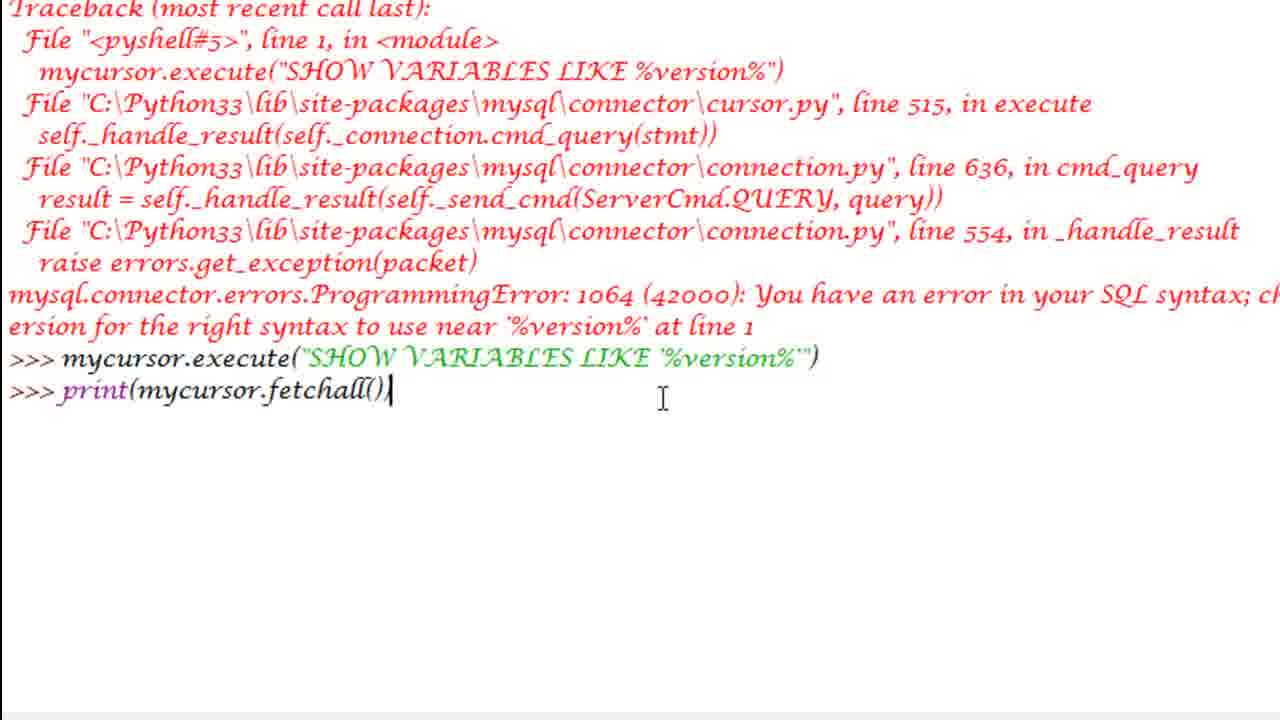 Traceback (most recent call last):
File "<pyshell#5>", line 1, in <module>
mycursor.execute("SHOW VARIABLES LIKE %version%")
File "C:\Python33\lib\site-packages\mysql\connector\cursor.py", line 515, in execute
self._handle_result(self._connection.cmd_query(stmt))
File "C:\Python33\lib\site-packages\mysql\connector\connection.py", line 636, in cmd_query
result = self._handle_result(self._send_cmd(ServerCmd.QUERY, query))
File "C:\Python33\lib\site-packages\mysql\connector\connection.py", line 554, in _handle_result
raise errors.get_exception(packet)
mysql.connector.errors.ProgrammingError: 1064 (42000): You have an error in your SQL syntax; ch
ersion for the right syntax to use near '%version%' at line 1
>>> mycursor.execute("SHOW VARIABLES LIKE '%version%'")
>>> print(mycursor.fetchall())